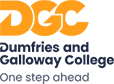 DGC
Dumfries and
Galloway College
One step ahead